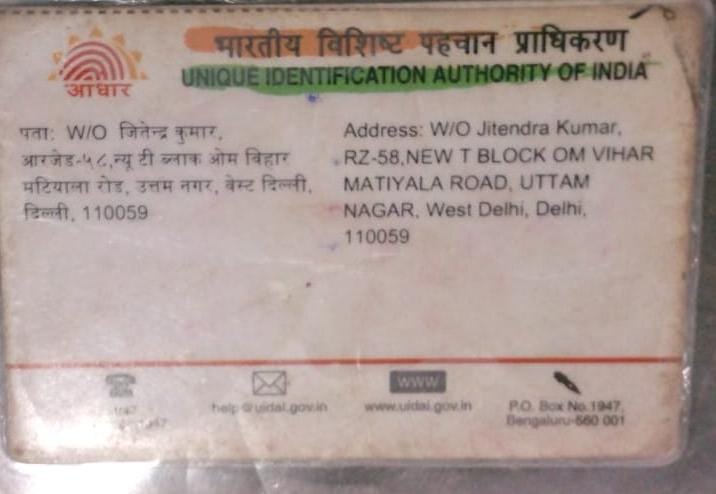 भारतीय विशिष्ट पहचान प्राधिकरण
UNIQUE IDENTIFICATION AUTHORITY OF INDIA
आधार
पता: W/O जितेन्द्र कुमार,
आरजेड-५८,न्यू टी ब्लाक ओम विहार
मटियाला रोड, उत्तम नगर, वेस्ट दिल्ली,
दिल्ली, 110059
Address: W/O Jitendra Kumar,
RZ-58,NEW T BLOCK OM VIHAR
MATIYALA ROAD, UTTAM
NAGAR, West Delhi, Delhi,
110059
help@uidai.gov.in
WWW
www.uidai.gov.in
P.O. Box No.1947,
Bengaluru-560 001